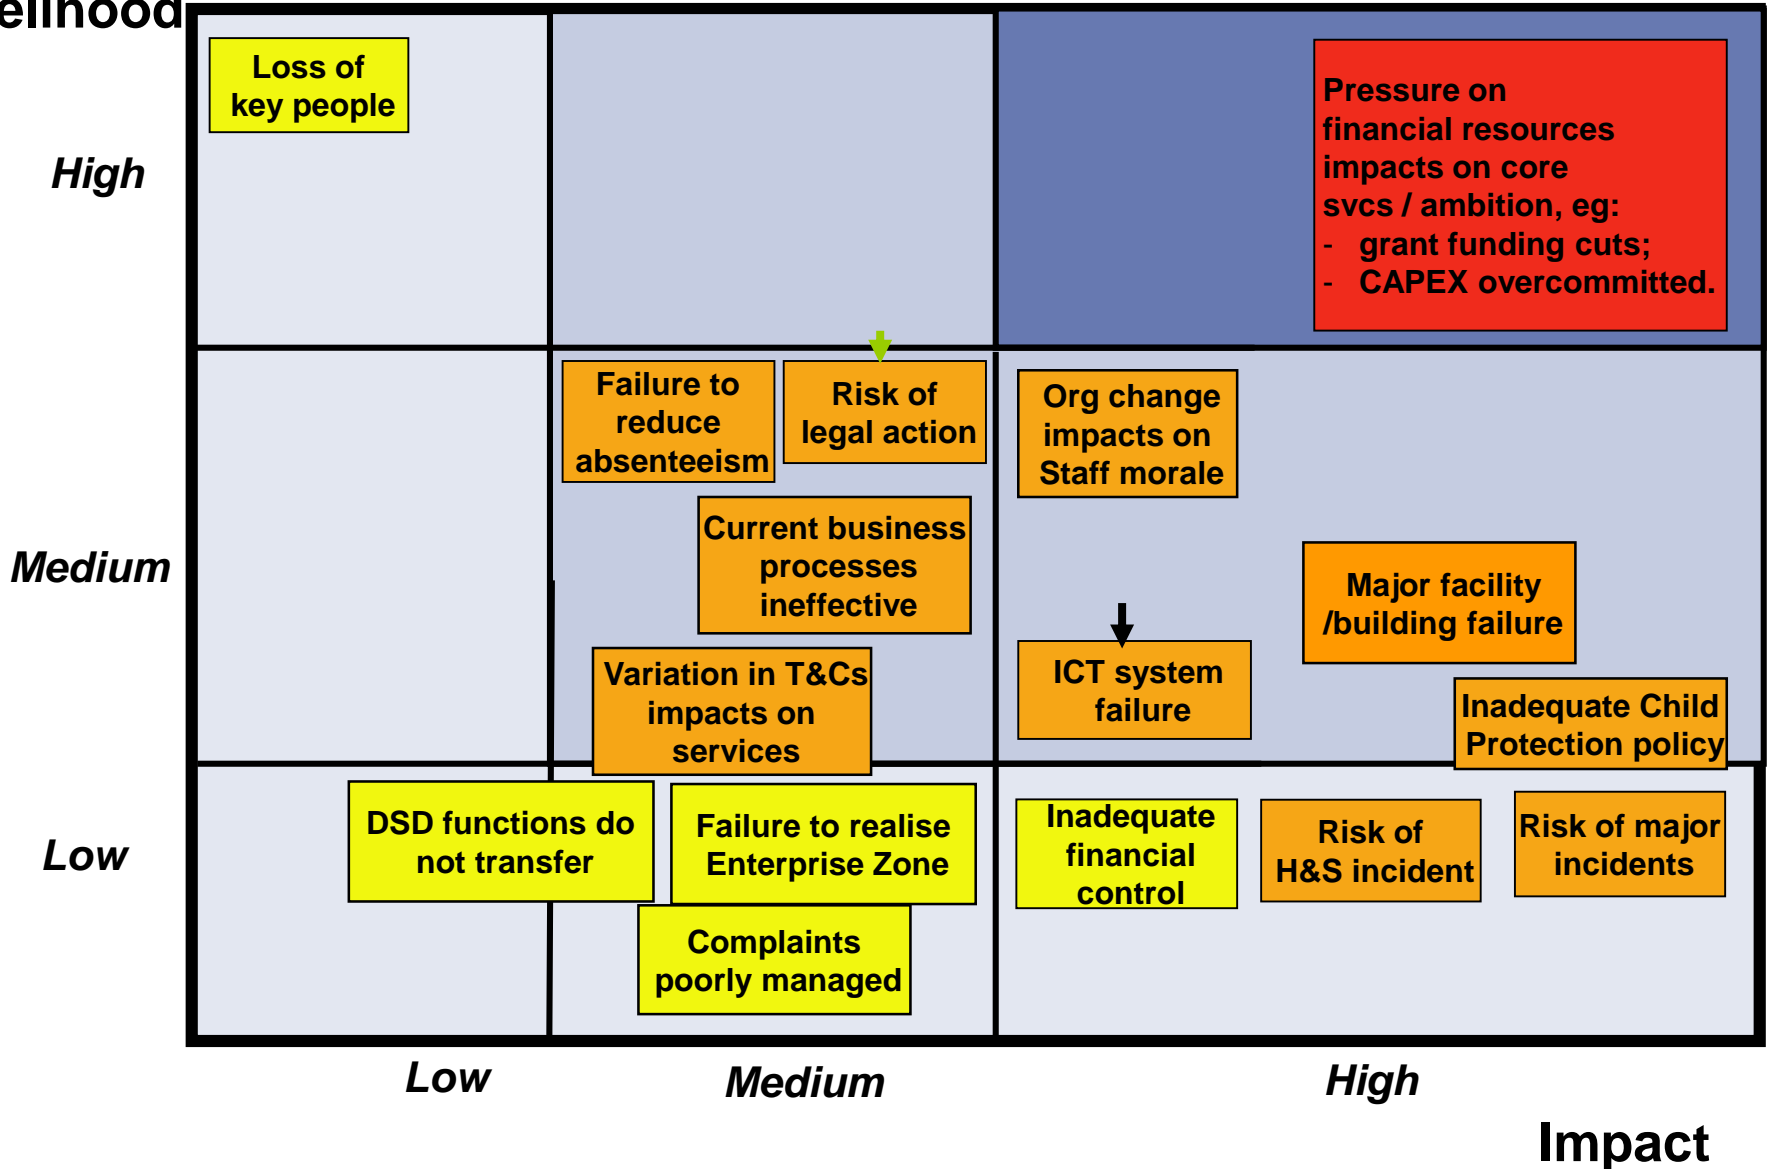 elihood
Loss of
key people
Pressure on
financial resources
impacts on core
svcs / ambition, eg:
- grant funding cuts;
- CAPEX overcommitted.
High
Failure to
reduce
absenteeism
Risk of
legal action
Org change
impacts on
Staff morale
Current business
processes
ineffective
Medium
Major facility
/building failure
Variation in T&Cs
impacts on
services
ICT system
failure
Inadequate Child
Protection policy
DSD functions do
not transfer
Failure to realise
Enterprise Zone
Inadequate
financial
control
Risk of
H&S incident
Risk of major
incidents
Low
Complaints
poorly managed
Low
Medium
High
Impact